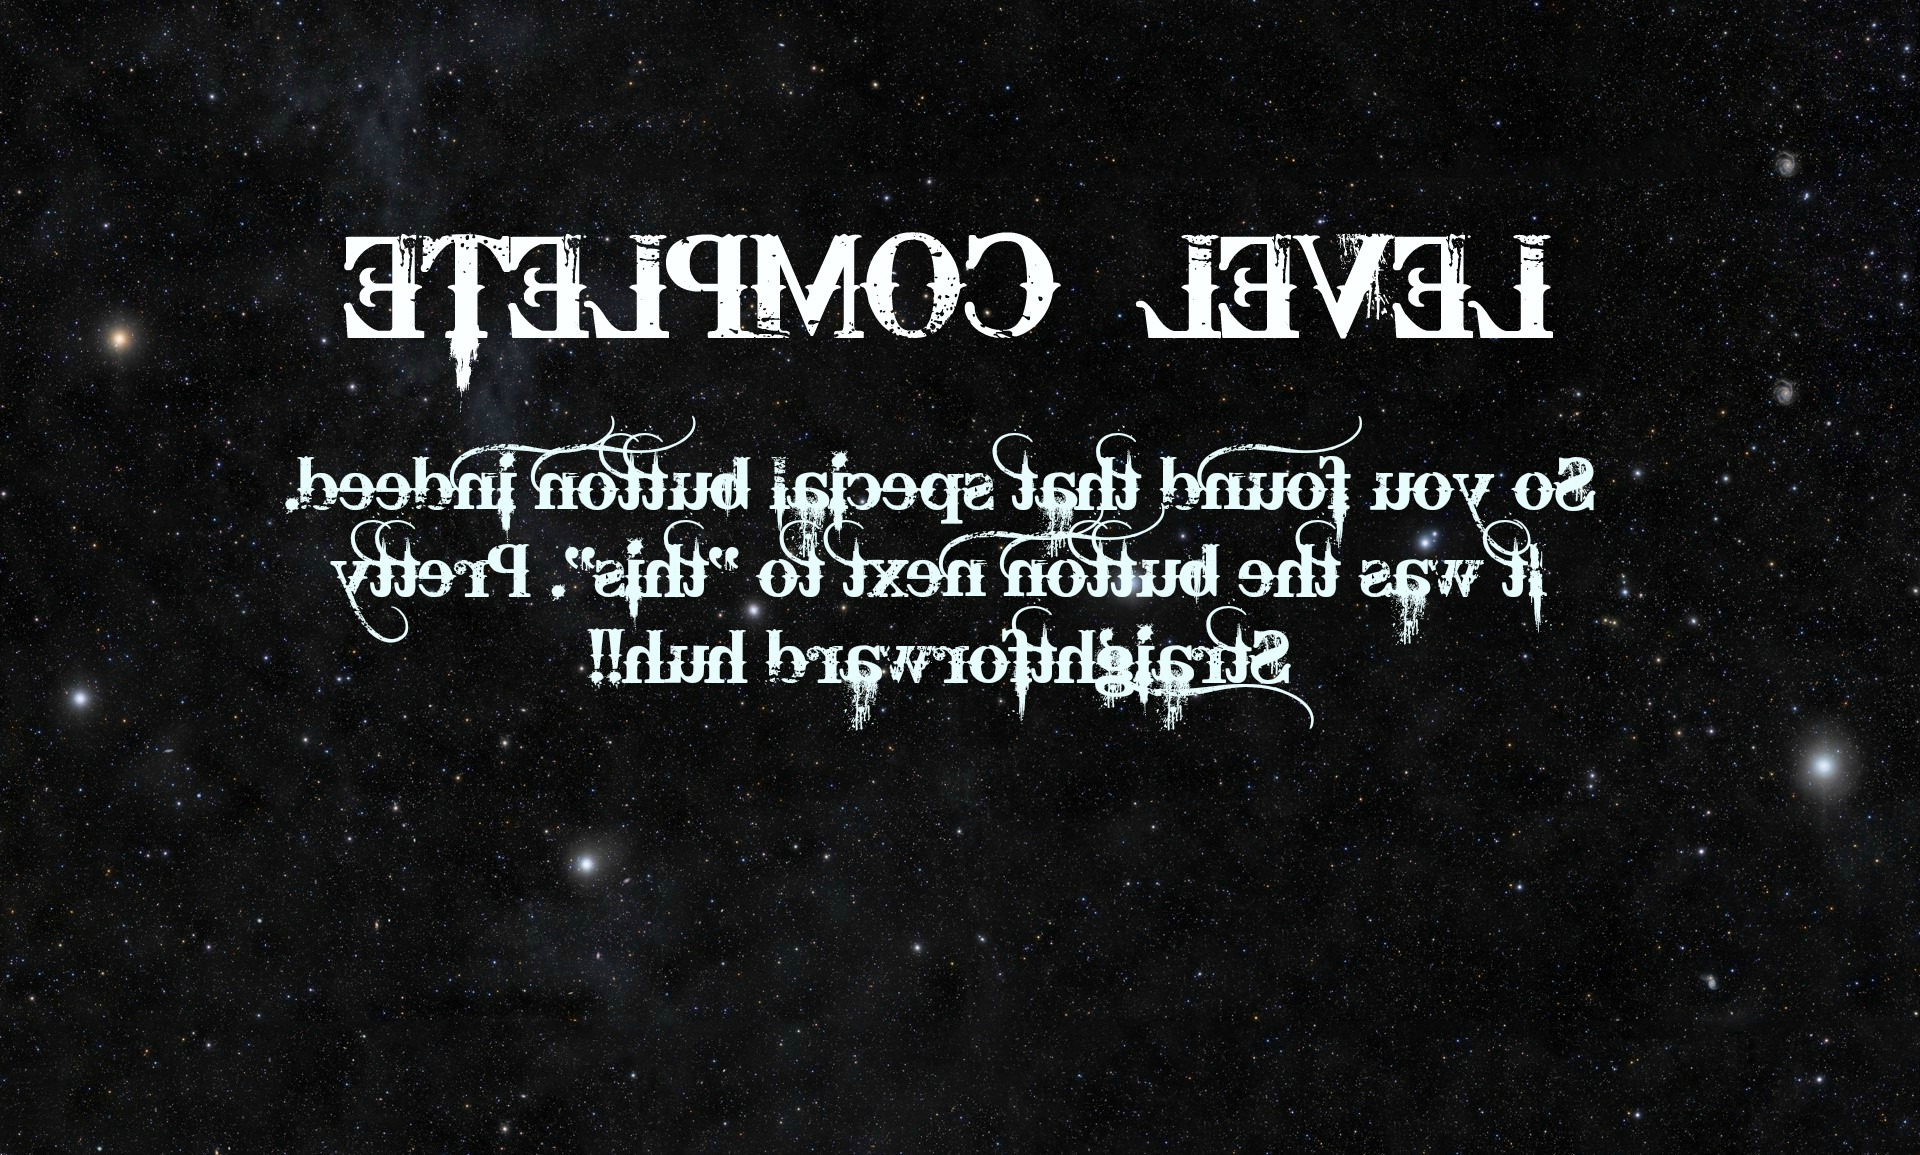 LEVEL COMPLETE
So you found that special button indeed.
It was the button next to "this". Pretty
Straightforward huh!!